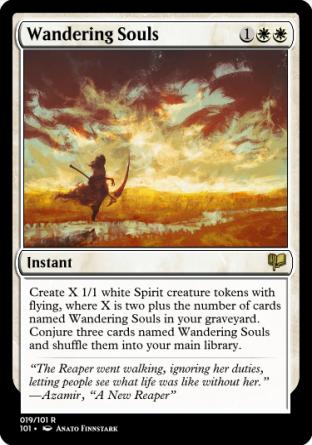 Wandering Souls 1
Instant
Create X 1/1 white Spirit creature tokens with
flying, where X is two plus the number of cards
named Wandering Souls in your graveyard.
Conjure three cards named Wandering Souls
and shuffle them into your main library.
“The Reaper went walking, ignoring her duties,
letting people see what life was like without her.”
—Azamir, “A New Reaper”
019/101 R
101 • Anato Finnstark